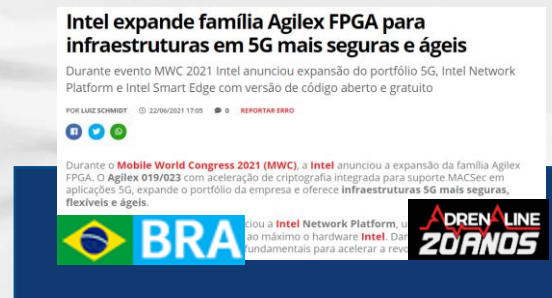 Intel expande família Agilex FPGA para
infraestruturas em 5G mais seguras e ágeis
Durante evento MWC 2021 Intel anunciou expansão do portfólio 5G, Intel Network
Platform e Intel Smart Edge com versão de código aberto e gratuito
POR LUIZ SCHMIDT 22/06/2021 17:05 0 REPORTAR ERRO
Durante o Mobile World Congress 2021 (MWC), a Intel anunciou a expansão da família Agilex
FPGA. O Agilex 019/023 com aceleração de criptografia integrada para suporte MACSec em
aplicações 5G, expande o portfólio da empresa e oferece infraestruturas 5G mais seguras,
flexíveis e ágeis.
ciou a Intel Network Platform, u
ao máximo o hardware Intel. Da
fundamentais para acelerar a revo
BRA
ADRENALINE
20 ANOS